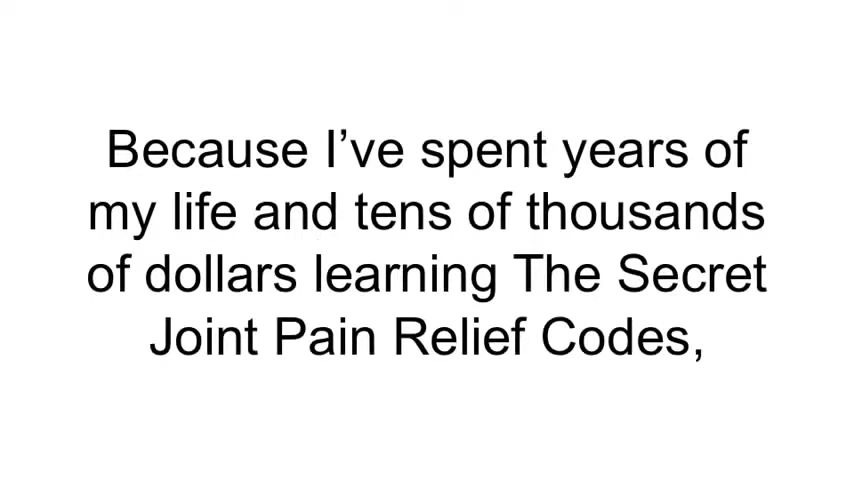 Because I’ve spent years of
my life and tens of thousands
of dollars learning The Secret
Joint Pain Relief Codes,